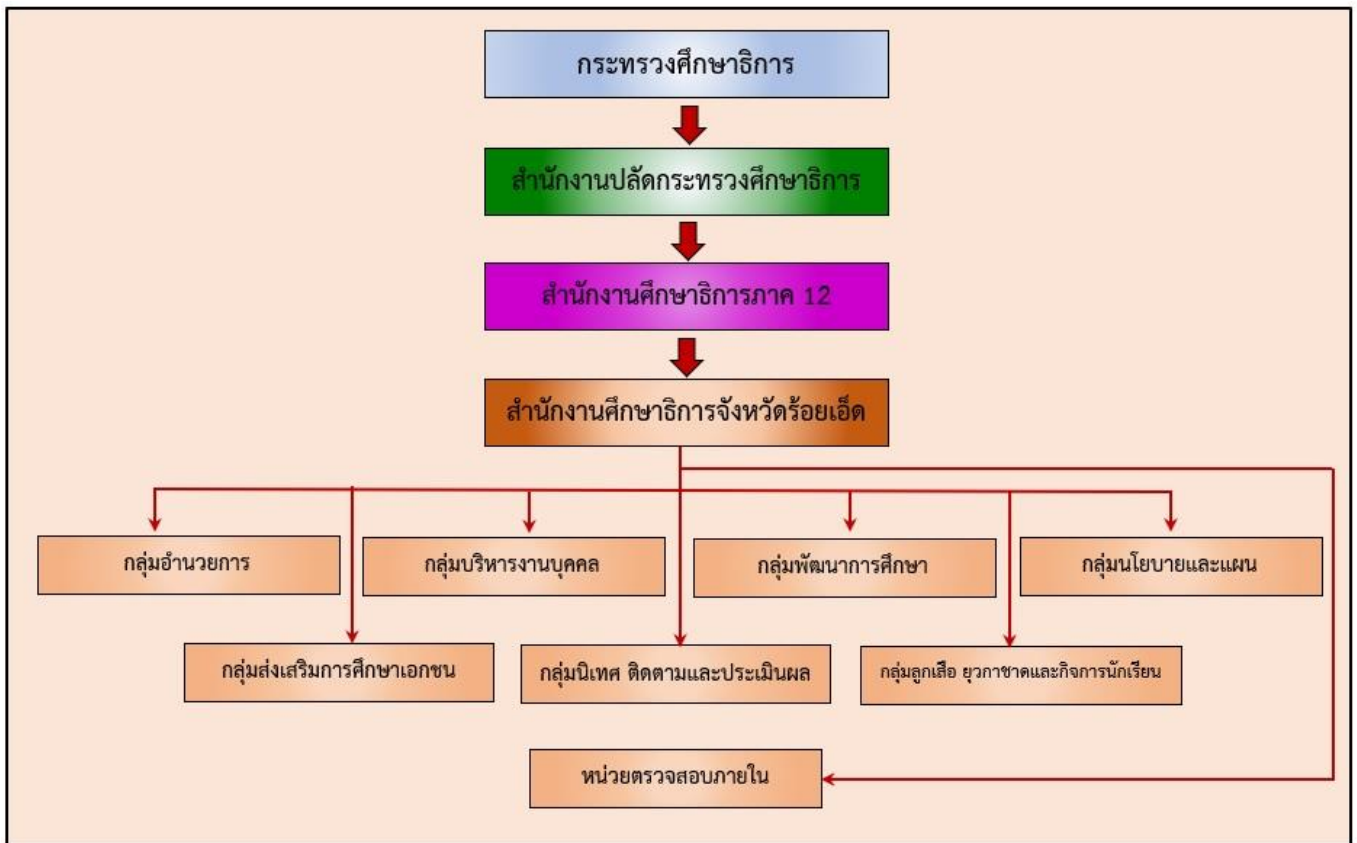 กระทรวงศึกษาธิการ
สำนักงานปลัดกระทรวงศึกษาธิการ
สำนักงานศึกษาธิการภาค 12
สำนักงานศึกษาธิการจังหวัดร้อยเอ็ด
กลุ่มอำนวยการ
กลุ่มบริหารงานบุคคล
กลุ่มพัฒนาการศึกษา
กลุ่มนโยบายและแผน
กลุ่มส่งเสริมการศึกษาเอกชน
กลุ่มนิเทศ ติดตามและประเมินผล
กลุ่มลูกเสือ ยุวกาชาดและกิจการนักเรียน
หน่วยตรวจสอบภายใน